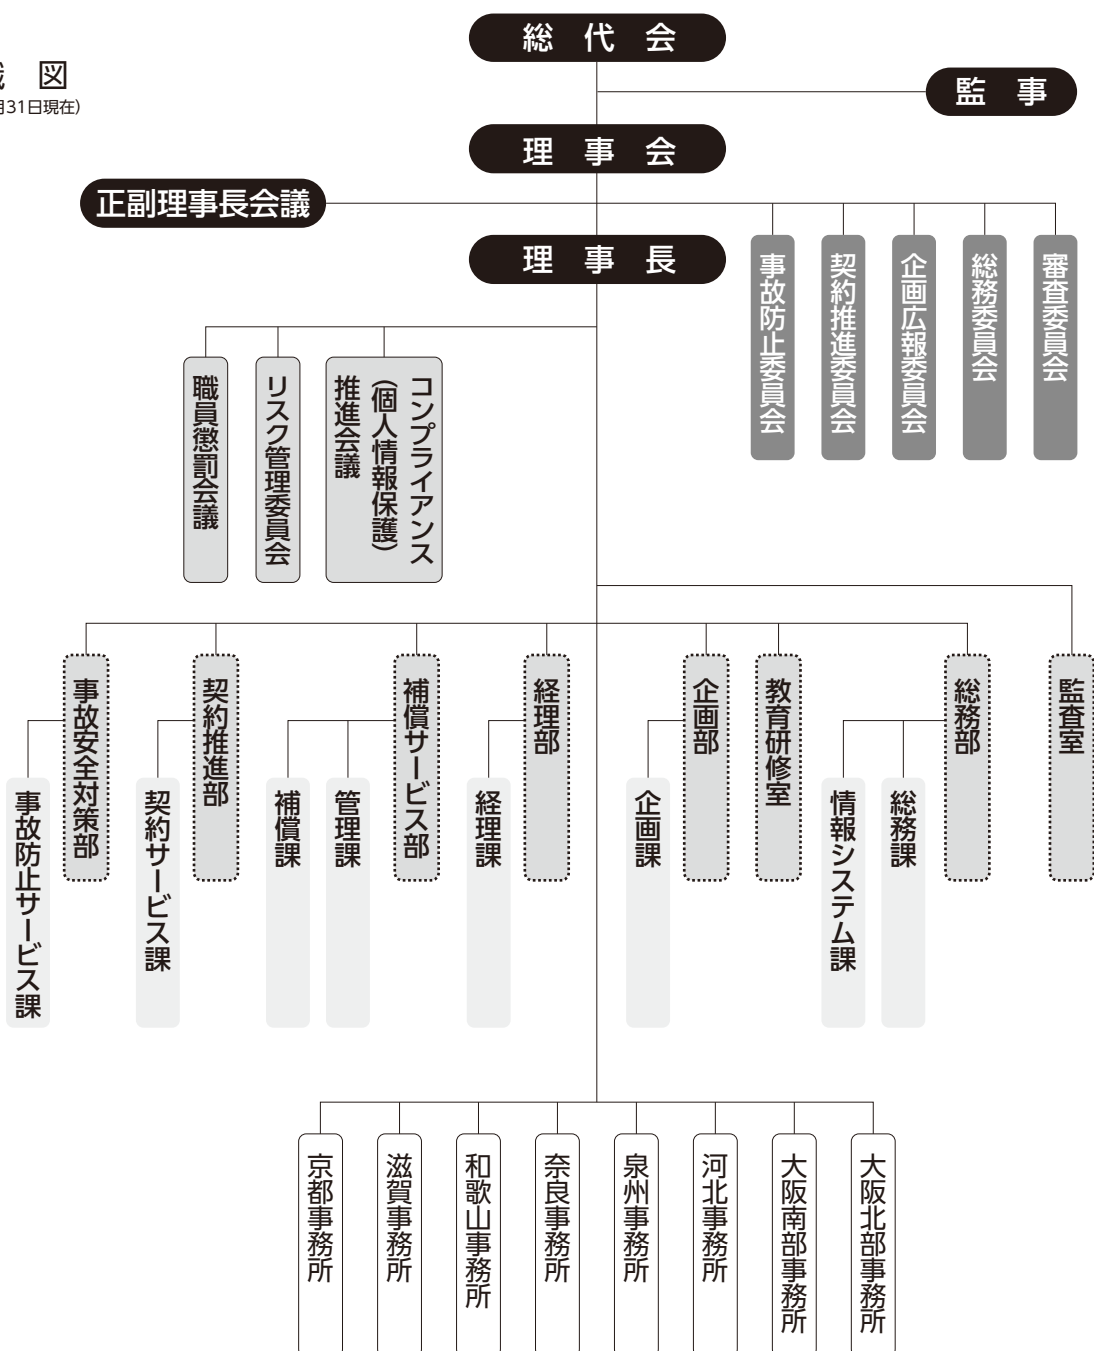 図
31日現在)
総代会
監事
理事会
正副理事長会議
理事長
事故防止委員会
契約推進委員会
企画広報委員会
総務委員会
審査委員会
職員懲罰会議
リスク管理委員会
コンプライアンス
(個人情報保護)
推進会議
事故安全対策部
契約推進部
補償サービス部
経理部
企画部
教育研修室
総務部
監査室
事故防止サービス課
契約サービス課
補償課
管理課
経理課
企画課
情報システム課
総務課
京都事務所
滋賀事務所
和歌山事務所
奈良事務所
泉州事務所
河北事務所
大阪南部事務所
大阪北部事務所